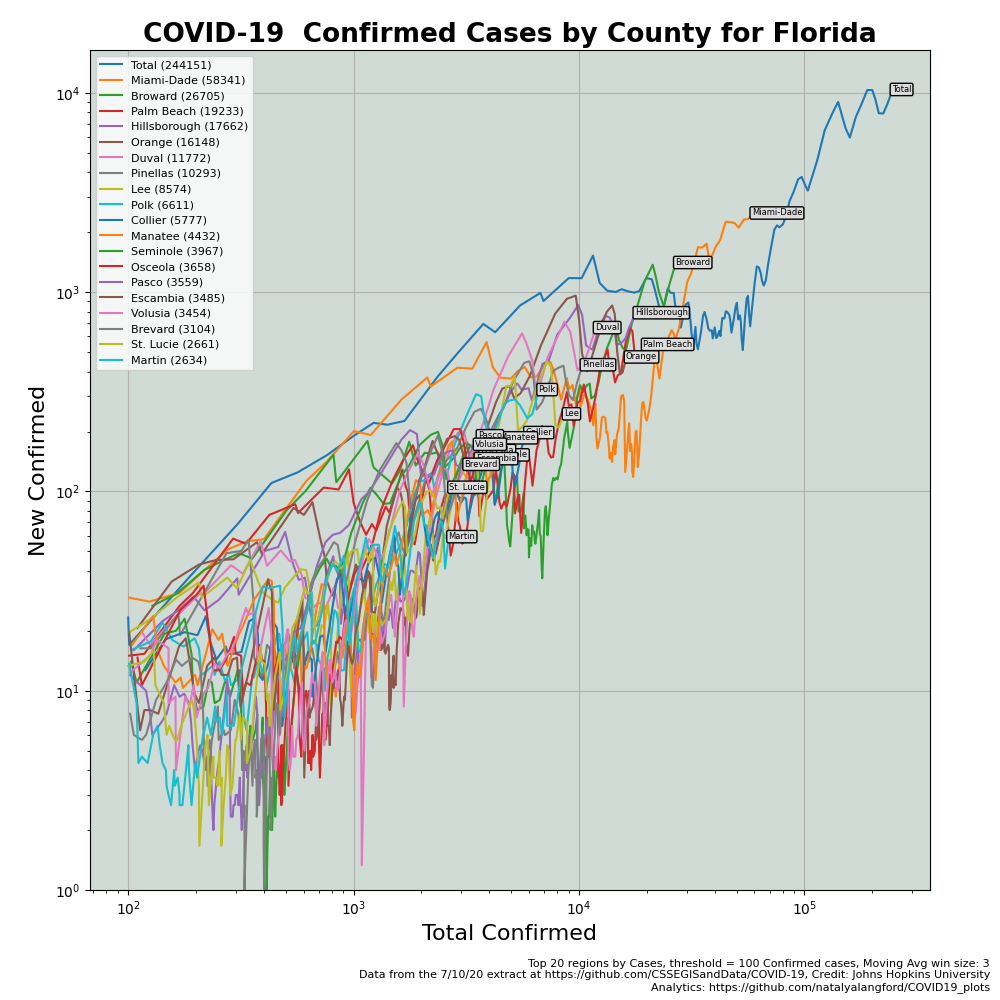 COVID-19  Confirmed Cases by County for Florida
Total (244151)
Miami-Dade (58341)
Broward (26705)
Palm Beach (19233)
Hillsborough (17662)
Orange (16148)
Duval (11772)
Pinellas (10293)
Lee (8574)
Polk (6611)
Collier (5777)
Manatee (4432)
Seminole (3967)
Osceola (3658)
Pasco (3559)
Escambia (3485)
Volusia (3454)
Brevard (3104)
St. Lucie (2661)
Martin (2634)
New Confirmed
10⁴
10³
10²
10¹
10⁰
Total
Miami-Dade
Broward
Hillsborough
Duval
Palm Beach
Orange
Pinellas
Polk
Lee
Pasco
Volusia
Brevard
St. Lucie
Martin
10²
10³
10⁴
10⁵
Total Confirmed
Top 20 regions by Cases, threshold = 100 Confirmed cases, Moving Avg win size: 3
Data from the 7/10/20 extract at https://github.com/CSSEGISandData/COVID-19, Credit: Johns Hopkins University
Analytics: https://github.com/natalyalangford/COVID19_plots